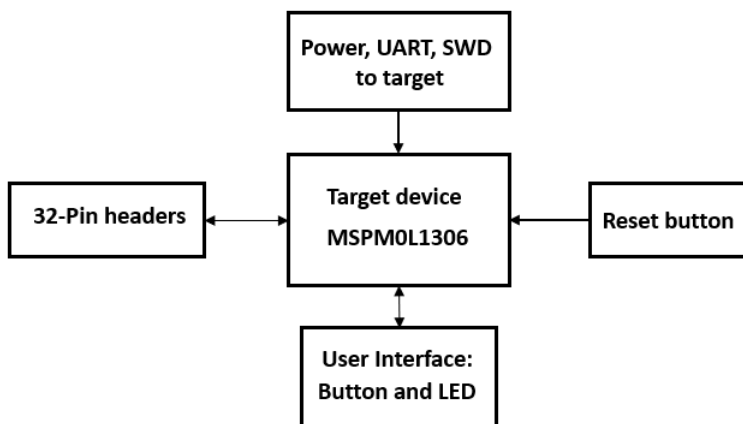 Power, UART, SWD
to target
32-Pin headers
Target device
MSPM0L1306
Reset button
User Interface:
Button and LED